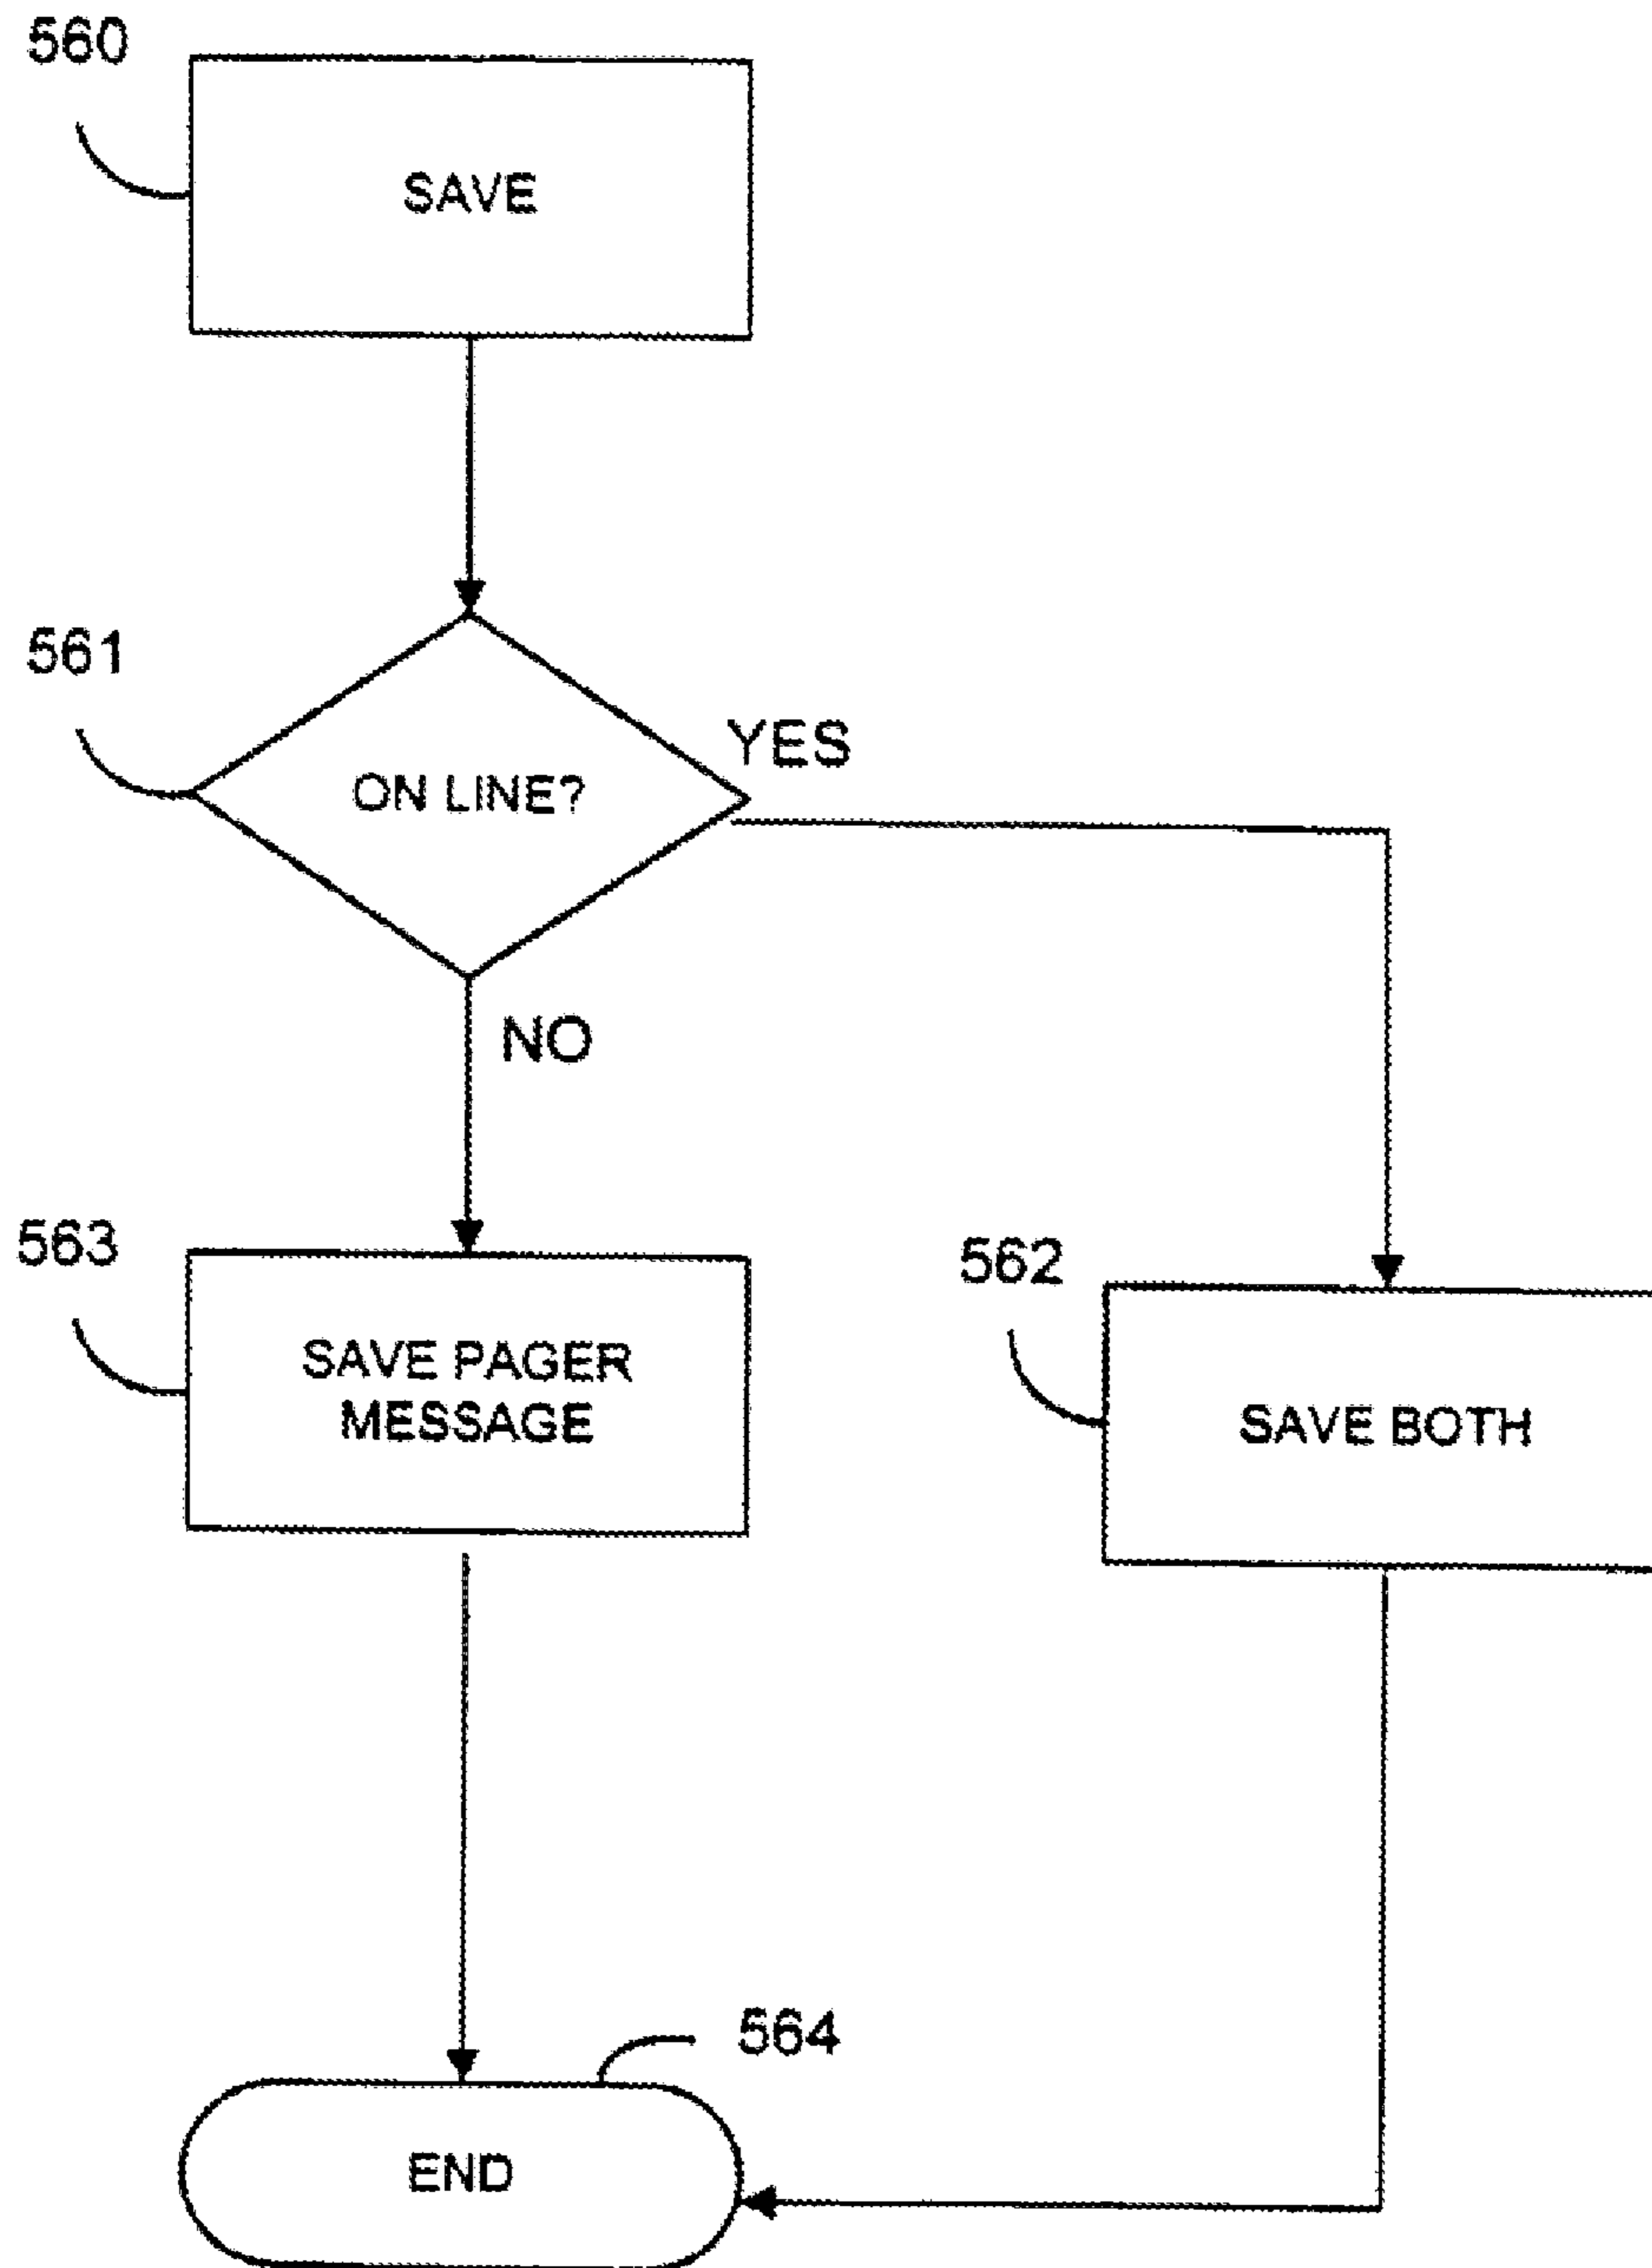 560
SAVE
561
YES
ON LINE?
NO
563
562
SAVE PAGER
MESSAGE
SAVE BOTH
564
END